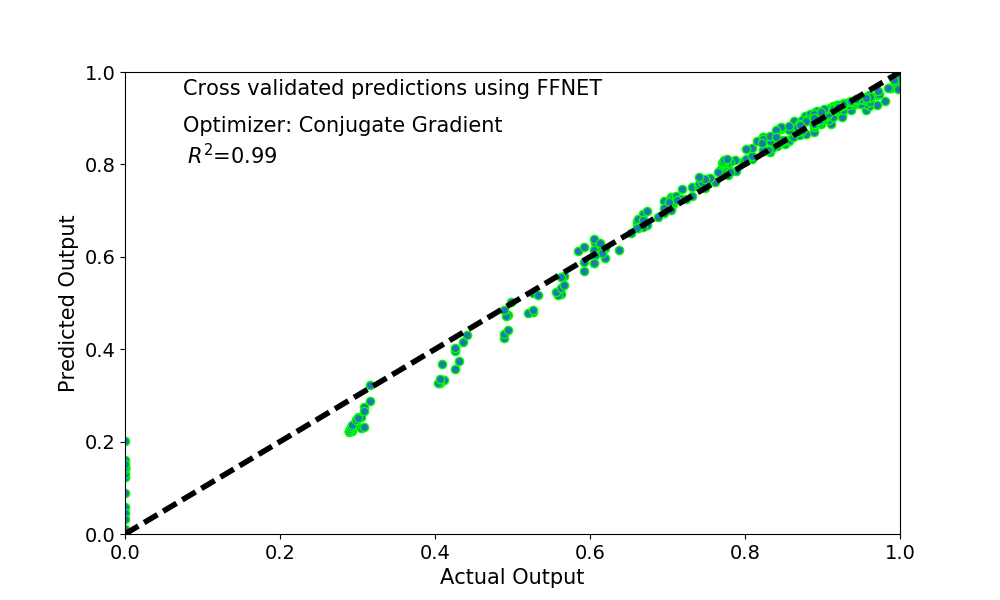 Cross validated predictions using FFNET
Optimizer: Conjugate Gradient
R²=0.99
1.0
0.8
0.6
0.4
0.2
0.0
Predicted Output
0.0 0.2 0.4 0.6 0.8 1.0
Actual Output